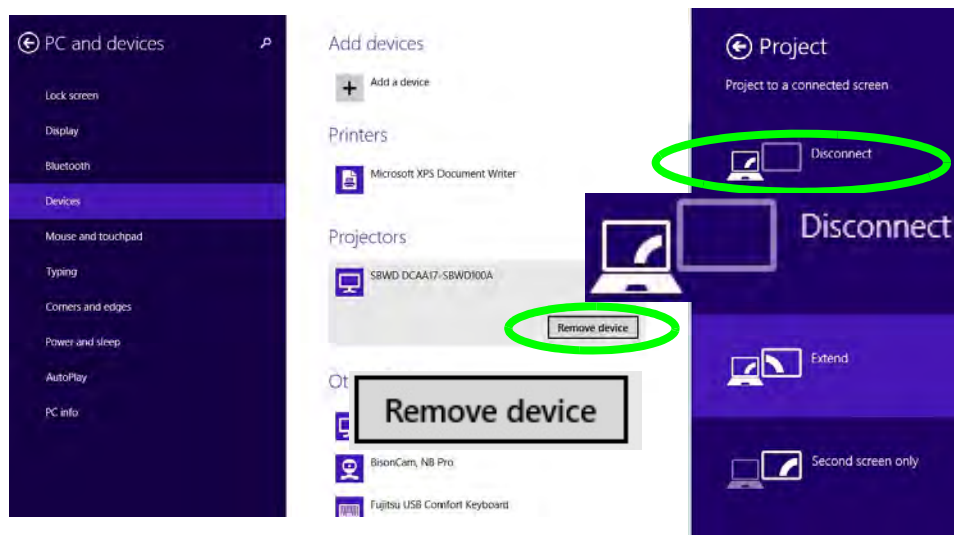 PC and devices
Lock screen
Display
Bluetooth
Devices
Mouse and touchpad
Typing
Corners and edges
Power and sleep
AutoPlay
PC info
Add devices
Add a device
Printers
Microsoft XPS Document Writer
Projectors
SBWD DCAA17-SBWD100A
Remove device
Ot
Remove device
BisonCam, NB Pro
Fujitsu USB Comfort Keyboard
Project
Project to a connected screen
Disconnect
Disconnect
Extend
Second screen only